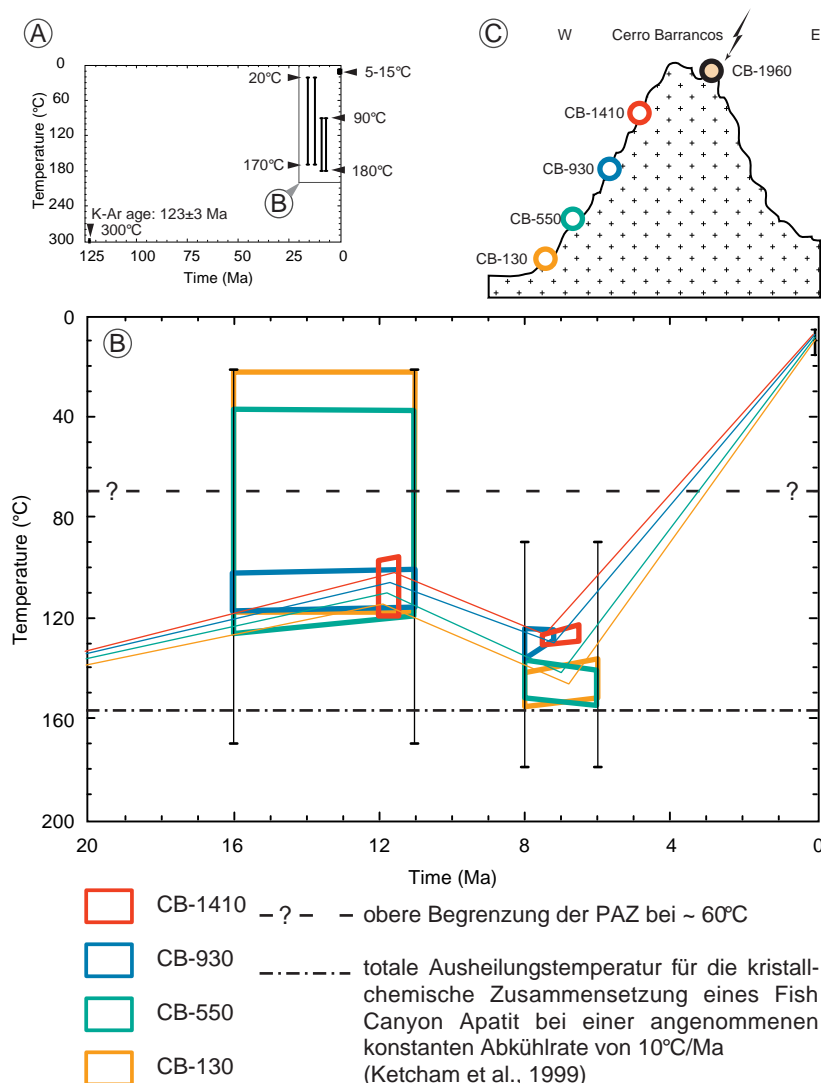 A
0
60
120
180
240
300
Temperature (°C)
20°C
170°C
5-15°C
90°C
180°C
B
K-Ar age: 123±3 Ma
300°C
125
100
75
50
25
0
Time (Ma)
C
W
Cerro Barrancos
E
CB-1960
CB-1410
CB-930
CB-550
CB-130
B
0
40
80
120
160
200
Temperature (°C)
?
?
20
16
12
8
4
0
Time (Ma)
CB-1410
CB-930
CB-550
CB-130
– ? – – obere Begrenzung der PAZ bei ~ 60°C
totale Ausheilungstemperatur für die kristall-
chemische Zusammensetzung eines Fish
Canyon Apatit bei einer angenommenen
konstanten Abkühlrate von 10°C/Ma
(Ketcham et al., 1999)